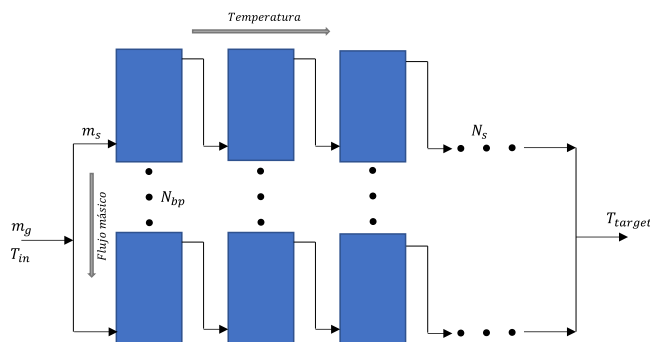 Temperatura
m_s
N_s
N_bp
Flujo másico
m_g
T_in
T_target